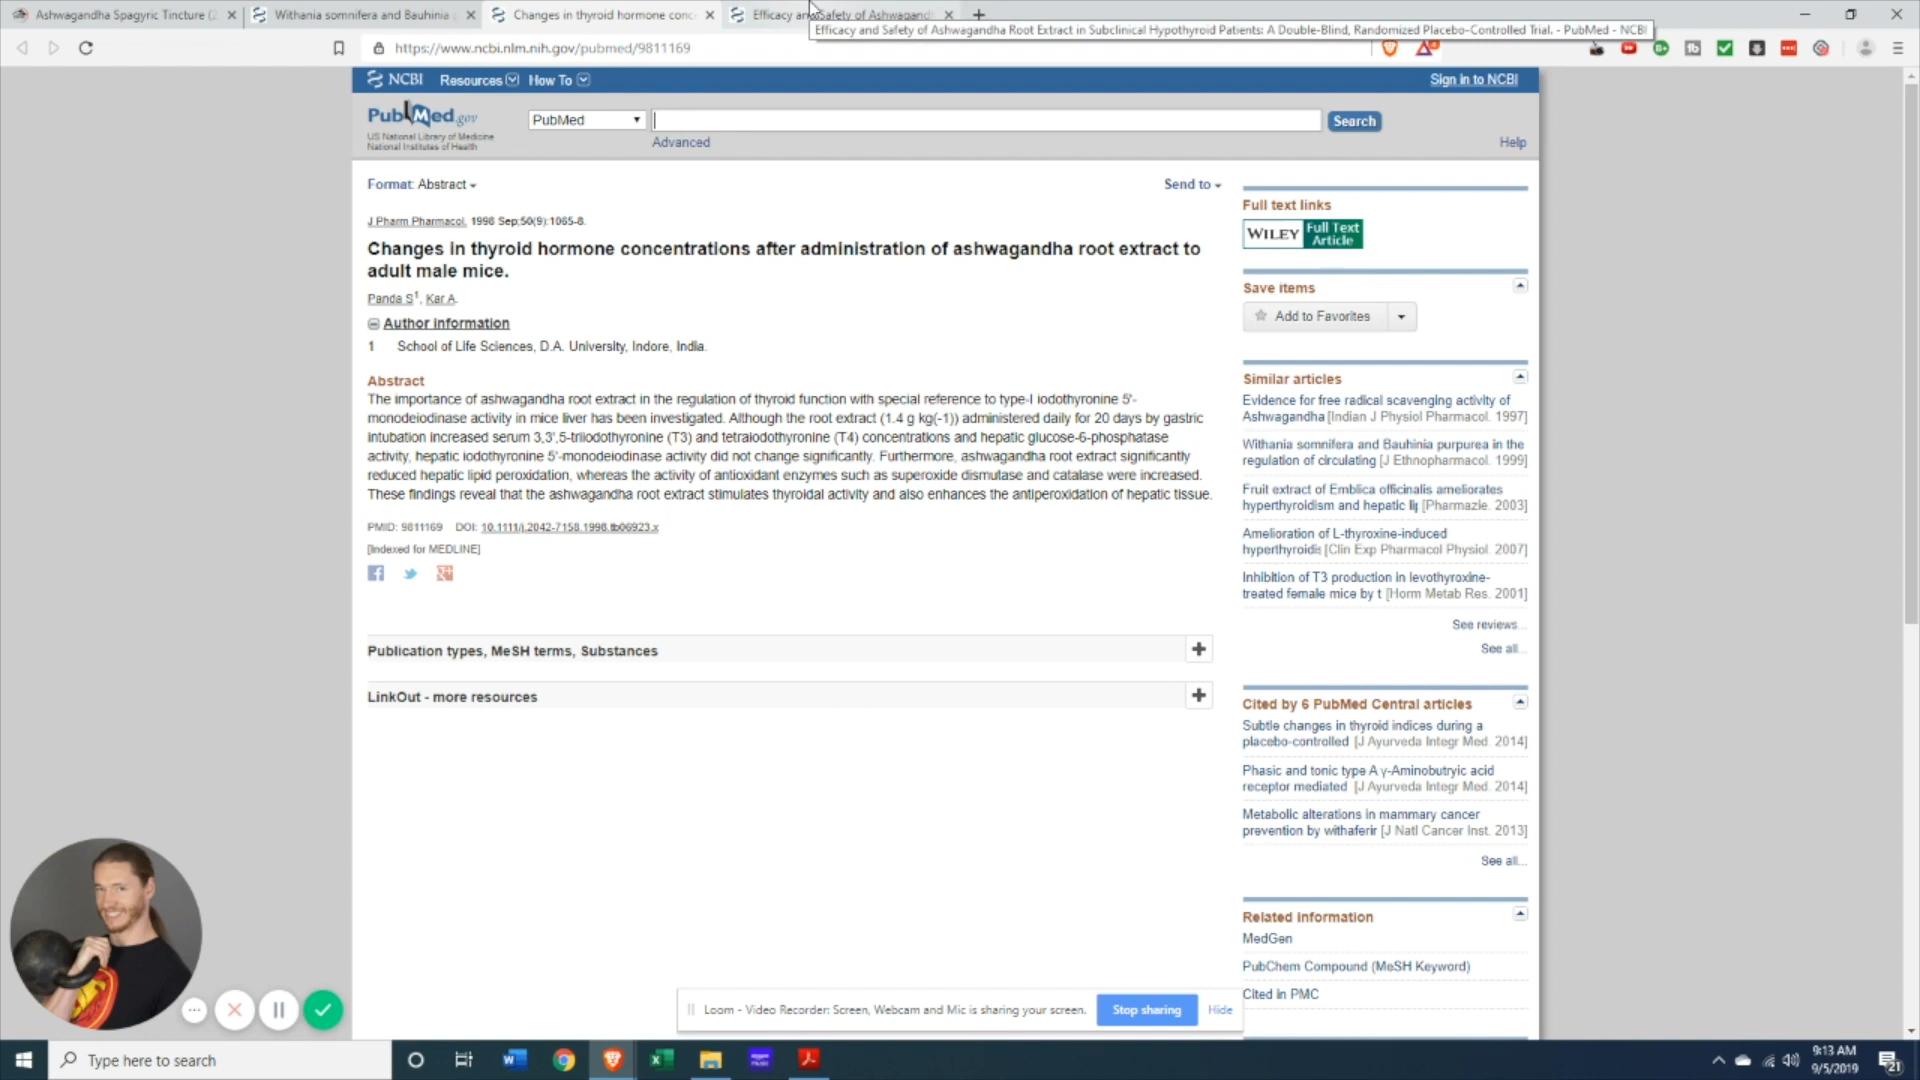 Ashwagandha Spagyric Tincture (2
Withania somnifera and Bauhinia
Changes in thyroid hormone conc
Efficacy and Safety of Ashwagand
Efficacy and Safety of Ashwagandha Root Extract in Subclinical Hypothyroid Patients: A Double-Blind, Randomized Placebo-Controlled Trial. - PubMed - NCBI
https://www.ncbi.nlm.nih.gov/pubmed/9811169
NCBI Resources How To Sign in to NCBI
PubMed.gov
US National Library of Medicine
National Institutes of Health
PubMed
Search
Advanced
Help
Format: Abstract
Send to
J Pharm Pharmacol. 1998 Sep;50(9):1065-8.
Changes in thyroid hormone concentrations after administration of ashwagandha root extract to
adult male mice.
Panda S1, Kar A.
Author information
1 School of Life Sciences, D.A. University, Indore, India.
Abstract
The importance of ashwagandha root extract in the regulation of thyroid function with special reference to type-I iodothyronine 5'-
monodeiodinase activity in mice liver has been investigated. Although the root extract (1.4 g kg(-1)) administered daily for 20 days by gastric
intubation increased serum 3,3',5-triiodothyronine (T3) and tetraiodothyronine (T4) concentrations and hepatic glucose-6-phosphatase
activity, hepatic iodothyronine 5'-monodeiodinase activity did not change significantly. Furthermore, ashwagandha root extract significantly
reduced hepatic lipid peroxidation, whereas the activity of antioxidant enzymes such as superoxide dismutase and catalase were increased.
These findings reveal that the ashwagandha root extract stimulates thyroidal activity and also enhances the antiperoxidation of hepatic tissue.
PMID: 9811169 DOI: 10.1111/j.2042-7158.1998.tb06923.x
[Indexed for MEDLINE]
Publication types, MeSH terms, Substances
LinkOut - more resources
Full text links
WILEY Full Text
Article
Save items
Add to Favorites
Similar articles
Evidence for free radical scavenging activity of
Ashwagandha [Indian J Physiol Pharmacol. 1997]
Withania somnifera and Bauhinia purpurea in the
regulation of circulating [J Ethnopharmacol. 1999]
Fruit extract of Emblica officinalis ameliorates
hyperthyroidism and hepatic lip [Pharmazie. 2003]
Amelioration of L-thyroxine-induced
hyperthyroidis [Clin Exp Pharmacol Physiol. 2007]
Inhibition of T3 production in levothyroxine-
treated female mice by t [Horm Metab Res. 2001]
See reviews...
See all...
Cited by 6 PubMed Central articles
Subtle changes in thyroid indices during a
placebo-controlled [J Ayurveda Integr Med. 2014]
Phasic and tonic type A γ-Aminobutryic acid
receptor mediated [J Ayurveda Integr Med. 2014]
Metabolic alterations in mammary cancer
prevention by withaferin [J Natl Cancer Inst. 2013]
See all...
Related information
MedGen
PubChem Compound (MeSH Keyword)
Cited in PMC
Loom - Video Recorder: Screen, Webcam and Mic is sharing your screen. Stop sharing Hide
Type here to search
9:13 AM
9/5/2019
21